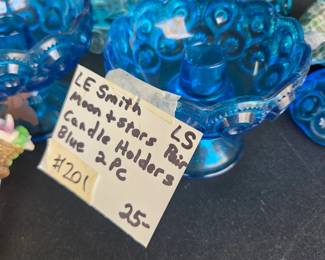 LE Smith LS
Moon + Stars Pair
Candle Holders
Blue 2 PC
#201
25-